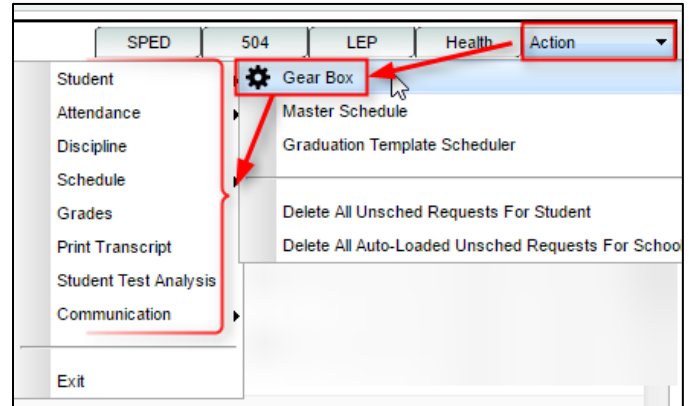 SPED 504 LEP Health Action
Student
Gear Box
Attendance
Master Schedule
Discipline
Graduation Template Scheduler
Schedule
Grades
Delete All Unsched Requests For Student
Print Transcript
Delete All Auto-Loaded Unsched Requests For Schoo
Student Test Analysis
Communication
Exit